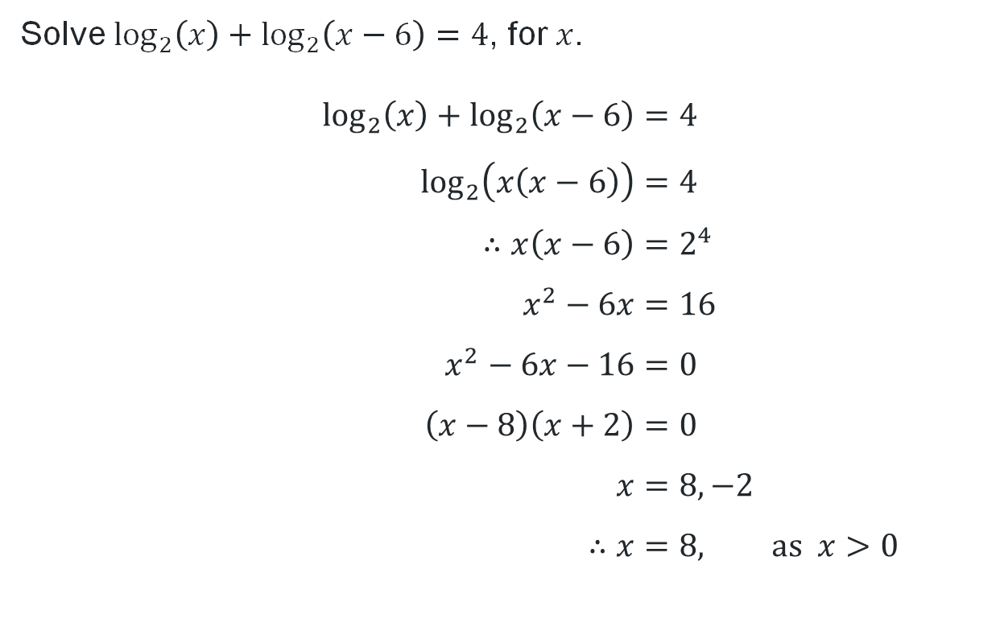 Solve log₂(x) + log₂(x − 6) = 4, for x.
log₂(x) + log₂(x − 6) = 4
log₂(x(x − 6)) = 4
∴ x(x − 6) = 2⁴
x² − 6x = 16
x² − 6x − 16 = 0
(x − 8)(x + 2) = 0
x = 8, −2
∴ x = 8, as x > 0